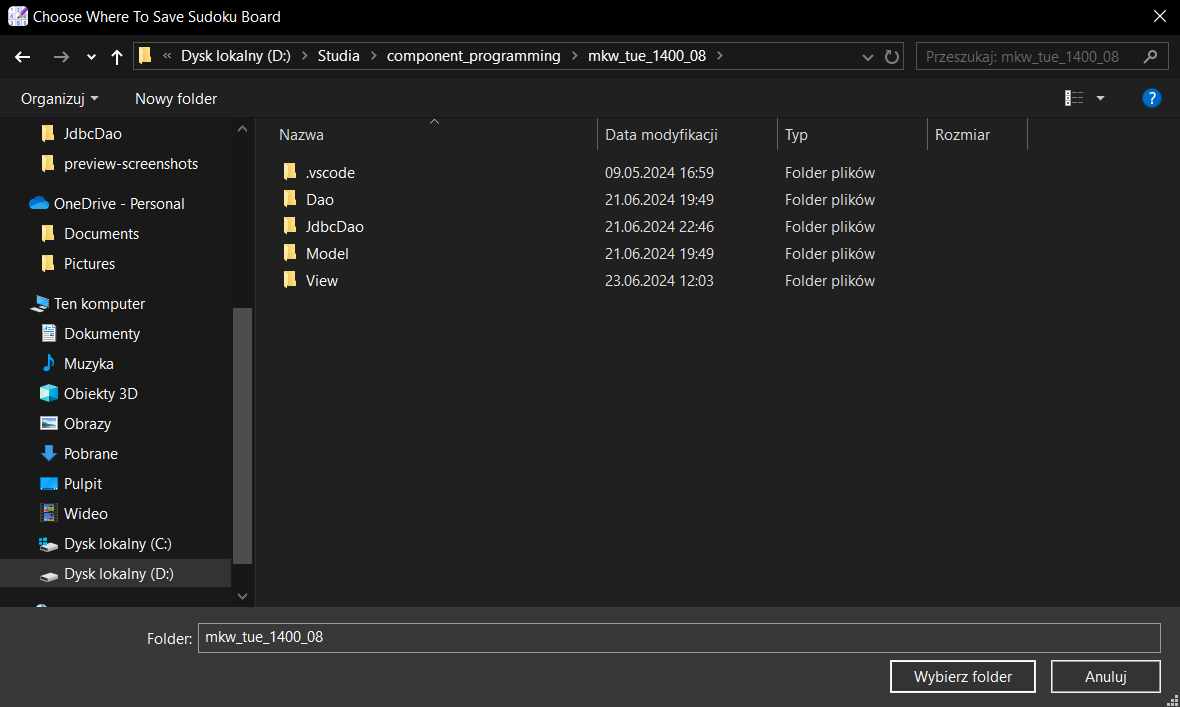 Choose Where To Save Sudoku Board
« Dysk lokalny (D:) > Studia > component_programming > mkw_tue_1400_08 >
Przeszukaj: mkw_tue_1400_08
Organizuj
Nowy folder
?
JdbcDao
preview-screenshots
OneDrive - Personal
Documents
Pictures
Ten komputer
Dokumenty
Muzyka
Obiekty 3D
Obrazy
Pobrane
Pulpit
Wideo
Dysk lokalny (C:)
Dysk lokalny (D:)
Nazwa Data modyfikacji Typ Rozmiar
.vscode 09.05.2024 16:59 Folder plików
Dao 21.06.2024 19:49 Folder plików
JdbcDao 21.06.2024 22:46 Folder plików
Model 21.06.2024 19:49 Folder plików
View 23.06.2024 12:03 Folder plików
Folder: mkw_tue_1400_08
Wybierz folder
Anuluj